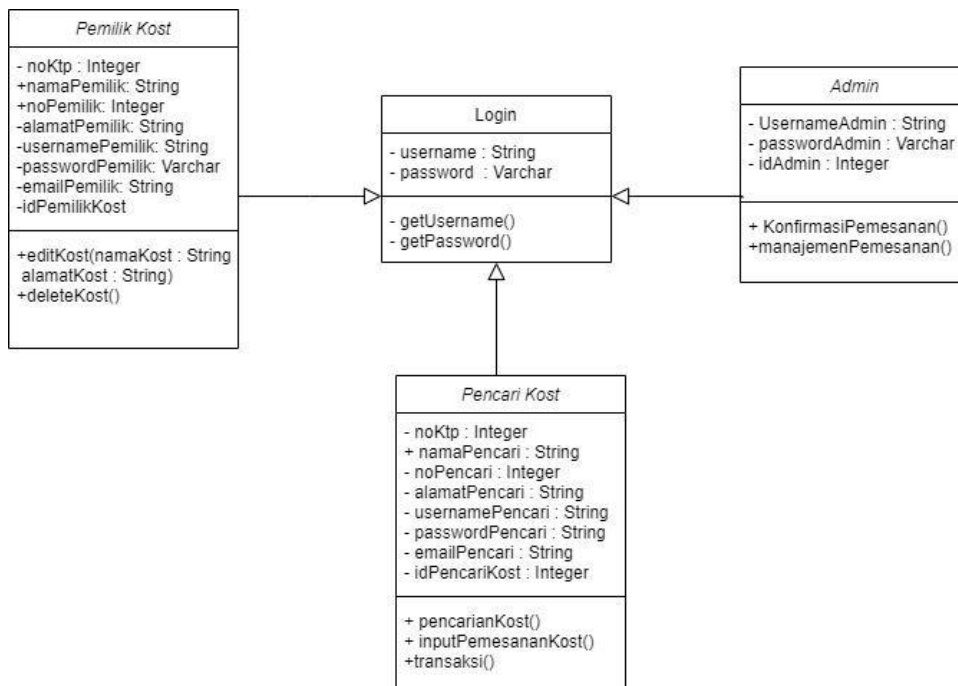 Pemilik Kost
- noKtp : Integer
+namaPemilik: String
+noPemilik: Integer
-alamatPemilik: String
-usernamePemilik: String
-passwordPemilik: Varchar
-emailPemilik: String
-idPemilikKost
+editKost(namaKost : String
alamatKost : String)
+deleteKost()
Login
- username : String
- password : Varchar
- getUsername()
- getPassword()
Admin
- UsernameAdmin : String
- passwordAdmin : Varchar
- idAdmin : Integer
+ KonfirmasiPemesanan()
+manajemenPemesanan()
Pencari Kost
- noKtp : Integer
+ namaPencari : String
- noPencari : Integer
- alamatPencari : String
- usernamePencari : String
- passwordPencari : String
- emailPencari : String
- idPencariKost : Integer
+ pencarianKost()
+ inputPemesananKost()
+transaksi()